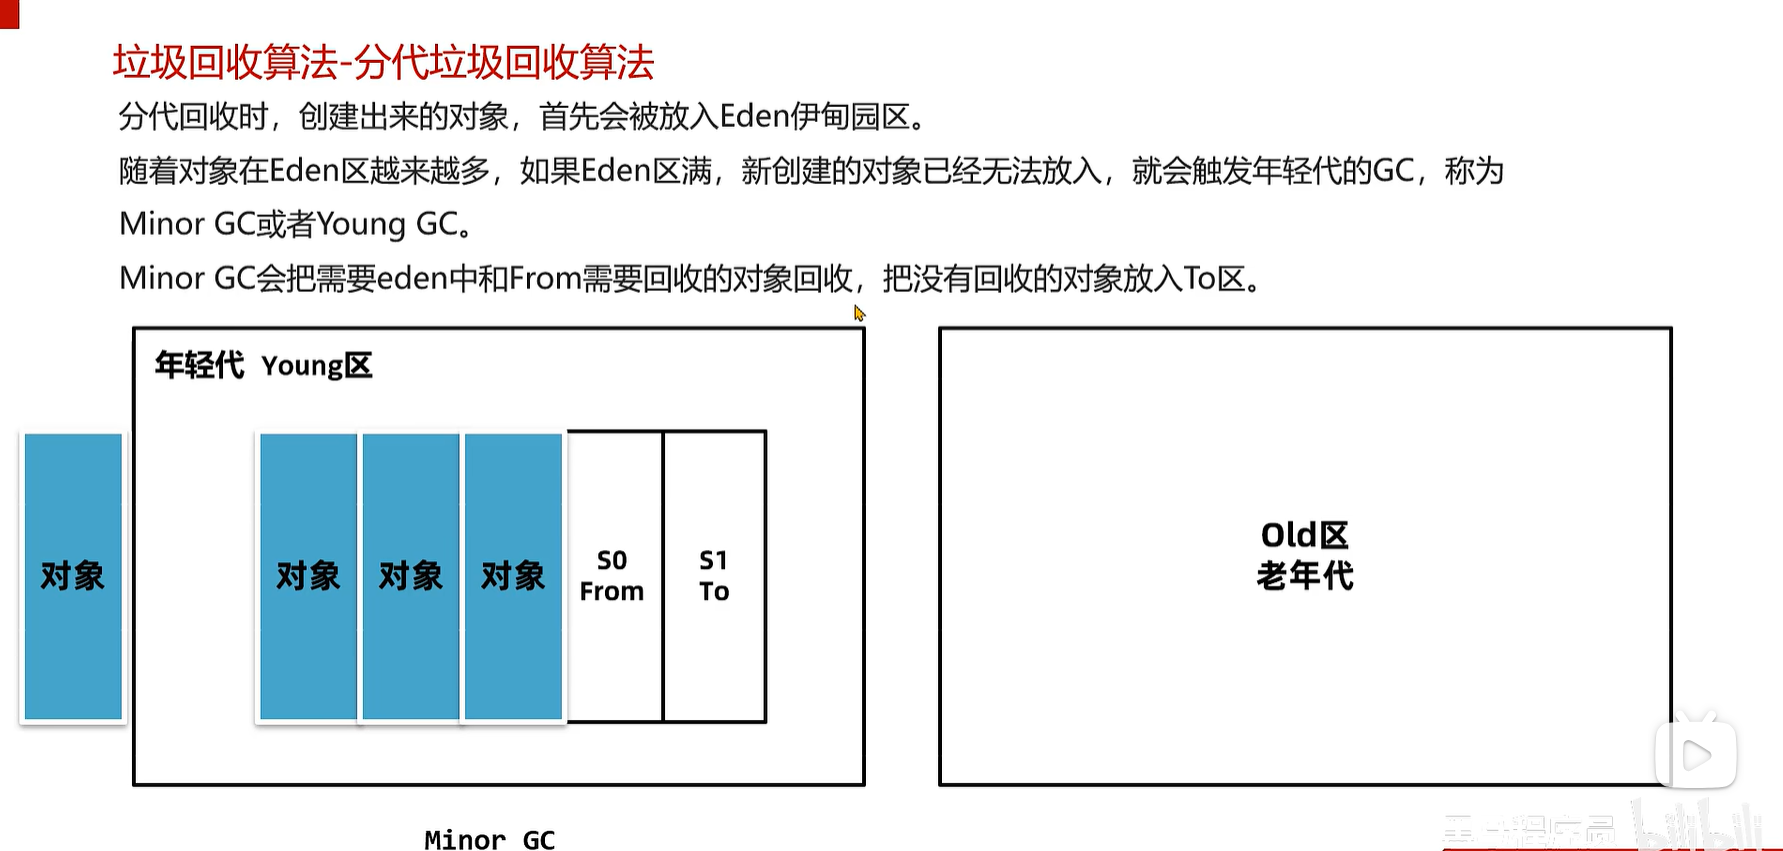 垃圾回收算法-分代垃圾回收算法
分代回收时，创建出来的对象，首先会被放入Eden伊甸园区。
随着对象在Eden区越来越多，如果Eden区满，新创建的对象已经无法放入，就会触发年轻代的GC，称为
Minor GC或者Young GC。
Minor GC会把需要eden中和From需要回收的对象回收，把没有回收的对象放入To区。
年轻代 Young区
对象
对象
对象
对象
S0
From
S1
To
Old区
老年代
Minor GC
黑马程序员
bilibili